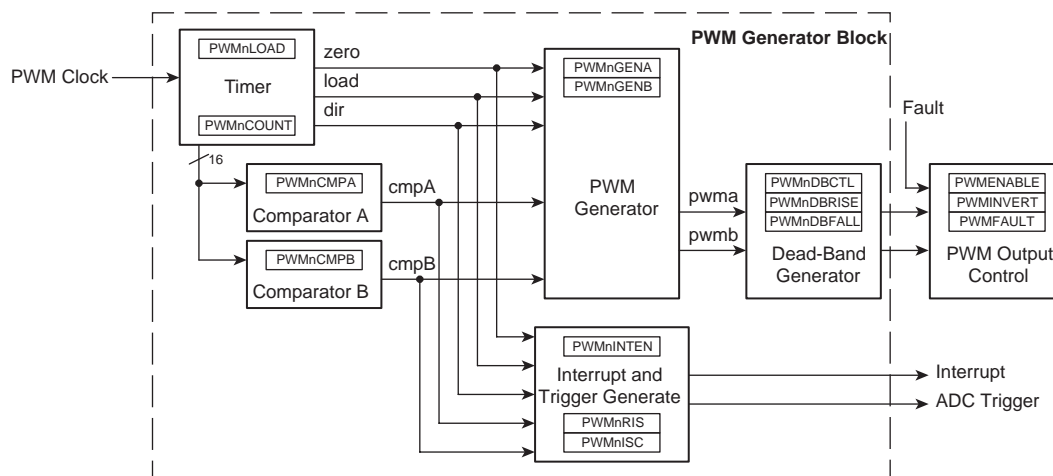 PWM Generator Block
PWM Clock
PWMnLOAD
Timer
PWMnCOUNT
zero
load
dir
16
PWMnCMPA
Comparator A
cmpA
PWMnCMPB
Comparator B
cmpB
PWMnGENA
PWMnGENB
PWM
Generator
pwma
pwmb
PWMnDBCTL
PWMnDBRISE
PWMnDBFALL
Dead-Band
Generator
Fault
PWMENABLE
PWMINVERT
PWMFAULT
PWM Output
Control
PWMnINTEN
Interrupt and
Trigger Generate
PWMnRIS
PWMnISC
Interrupt
ADC Trigger